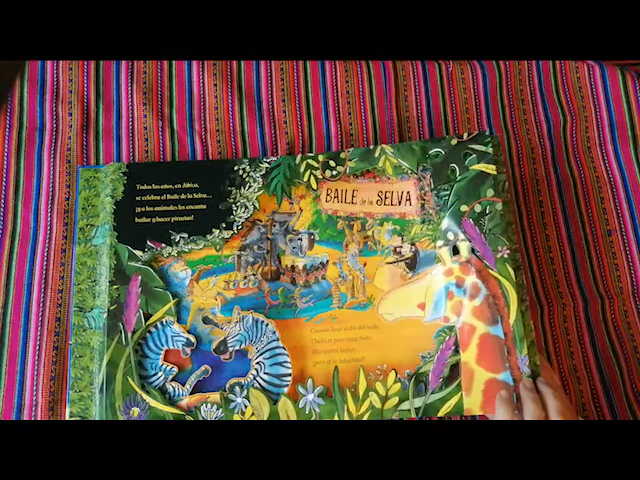 Todos los años, en África,
se celebra el Baile de la Selva...
¡y a los animales les encanta
bailar y hacer piruetas!
BAILE de la SELVA
Cuando llegó el día del baile,
Chufa se puso muy triste.
Ella quería bailar...